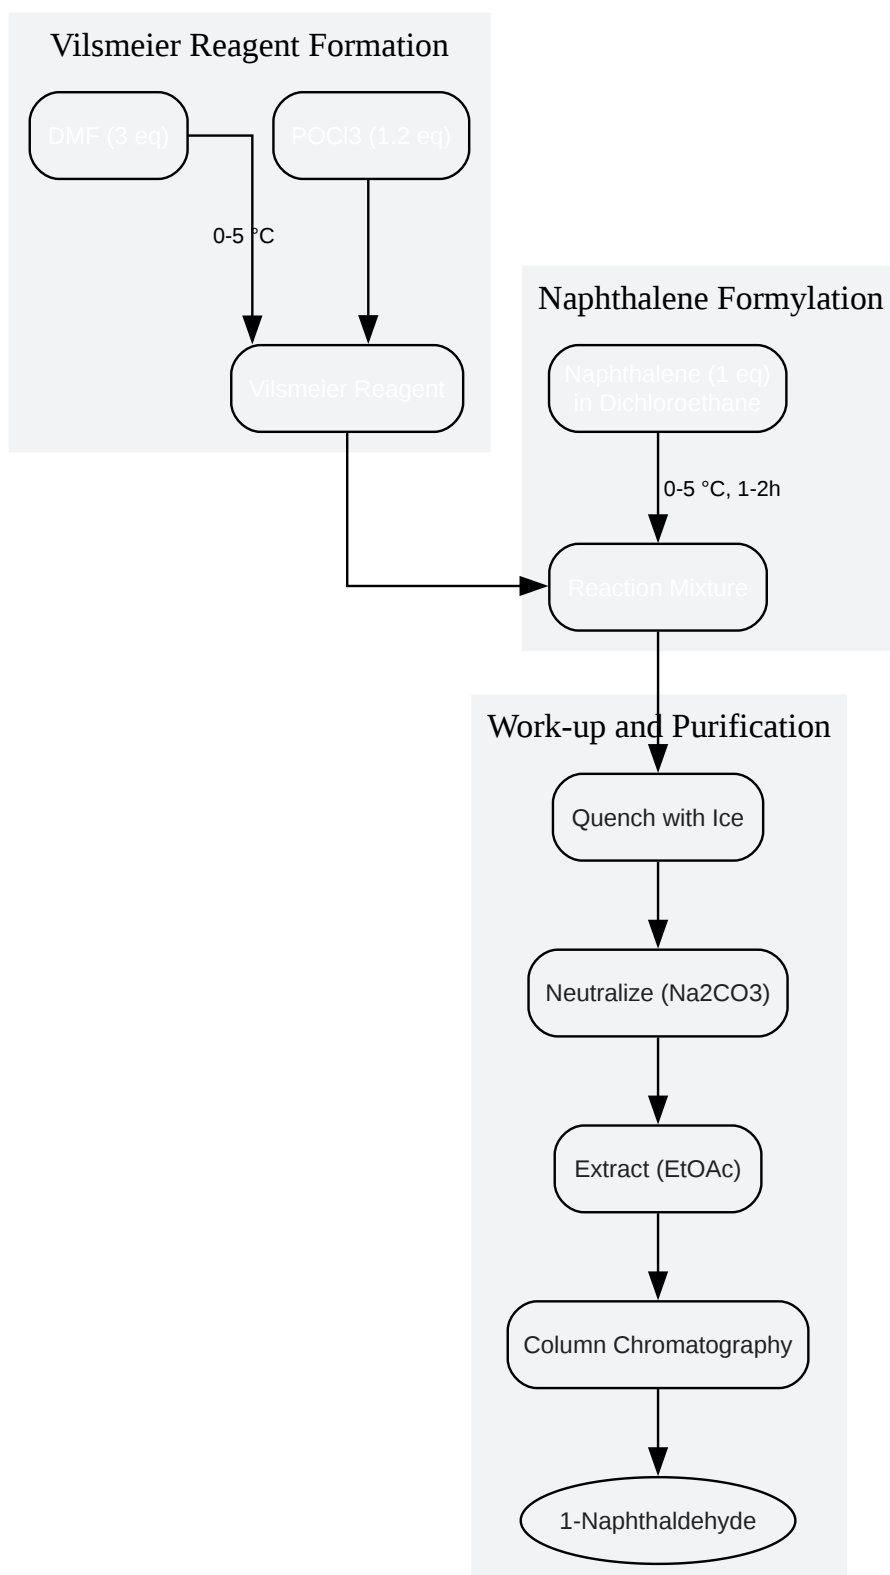 Vilsmeier Reagent Formation
DMF (3 eq)
POCl3 (1.2 eq)
0-5 °C
Vilsmeier Reagent
Naphthalene Formylation
Naphthalene (1 eq)
in Dichloroethane
0-5 °C, 1-2h
Reaction Mixture
Work-up and Purification
Quench with Ice
Neutralize (Na2CO3)
Extract (EtOAc)
Column Chromatography
1-Naphthaldehyde